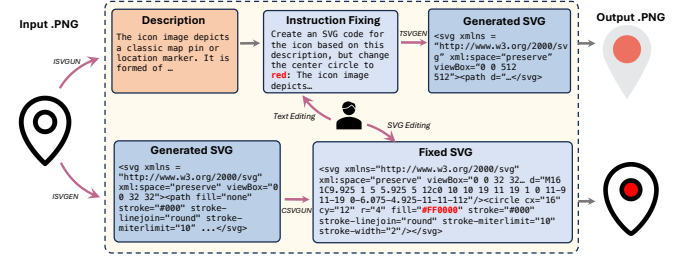 Input .PNG
Description
The icon image depicts
a classic map pin or
location marker. It is
formed of …
Instruction Fixing
Create an SVG code for
the icon based on this
description, but change
the center circle to
red: The icon image
depicts…
Generated SVG
<svg xmlns =
"http://www.w3.org/2000/sv
g" xml:space="preserve"
viewBox="0 0 512
512"><path d="…</svg>
Output .PNG
ISVGUN
TSVGEN
Text Editing
SVG Editing
ISVGEN
Generated SVG
<svg xmlns =
"http://www.w3.org/2000/svg"
xml:space="preserve" viewBox="0
0 32 32"><path fill="none"
stroke="#000" stroke-
linejoin="round" stroke-
miterlimit="10" ...</svg>
CSVGUN
Fixed SVG
<svg xmlns="http://www.w3.org/2000/svg"
xml:space="preserve" viewBox="0 0 32 32… d="M16
1C9.925 1 5 5.925 5 12c0 10 10 19 11 19 1 0 11-9
11-19 0-6.075-4.925-11-11-11z"/><circle cx="16"
cy="12" r="4" fill="#FF0000" stroke="#000"
stroke-linejoin="round" stroke-miterlimit="10"
stroke-width="2"/></svg>